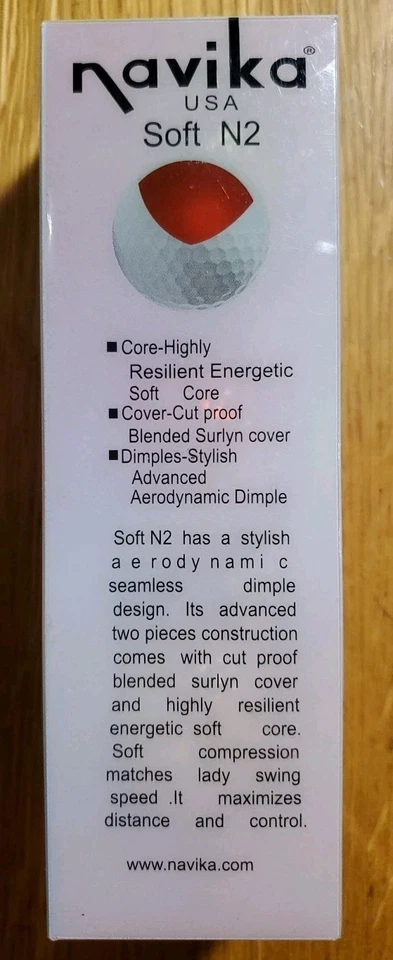 navika®
USA
Soft N2
■ Core-Highly
Resilient Energetic
Soft Core
■ Cover-Cut proof
Blended Surlyn cover
■ Dimples-Stylish
Advanced
Aerodynamic Dimple
Soft N2 has a stylish
aerodynamic
seamless dimple
design. Its advanced
two pieces construction
comes with cut proof
blended surlyn cover
and highly resilient
energetic soft core.
Soft compression
matches lady swing
speed .It maximizes
distance and control.
www.navika.com